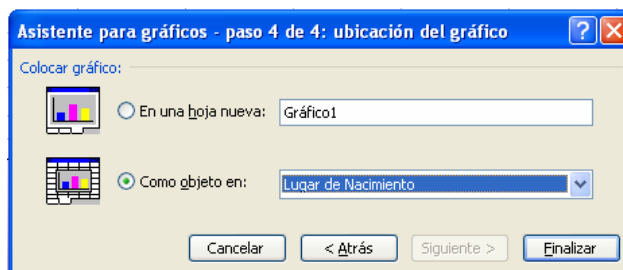 Asistente para gráficos - paso 4 de 4: ubicación del gráfico
Colocar gráfico:
En una hoja nueva: Gráfico1
Como objeto en: Lugar de Nacimiento
Cancelar < Atrás Siguiente > Finalizar